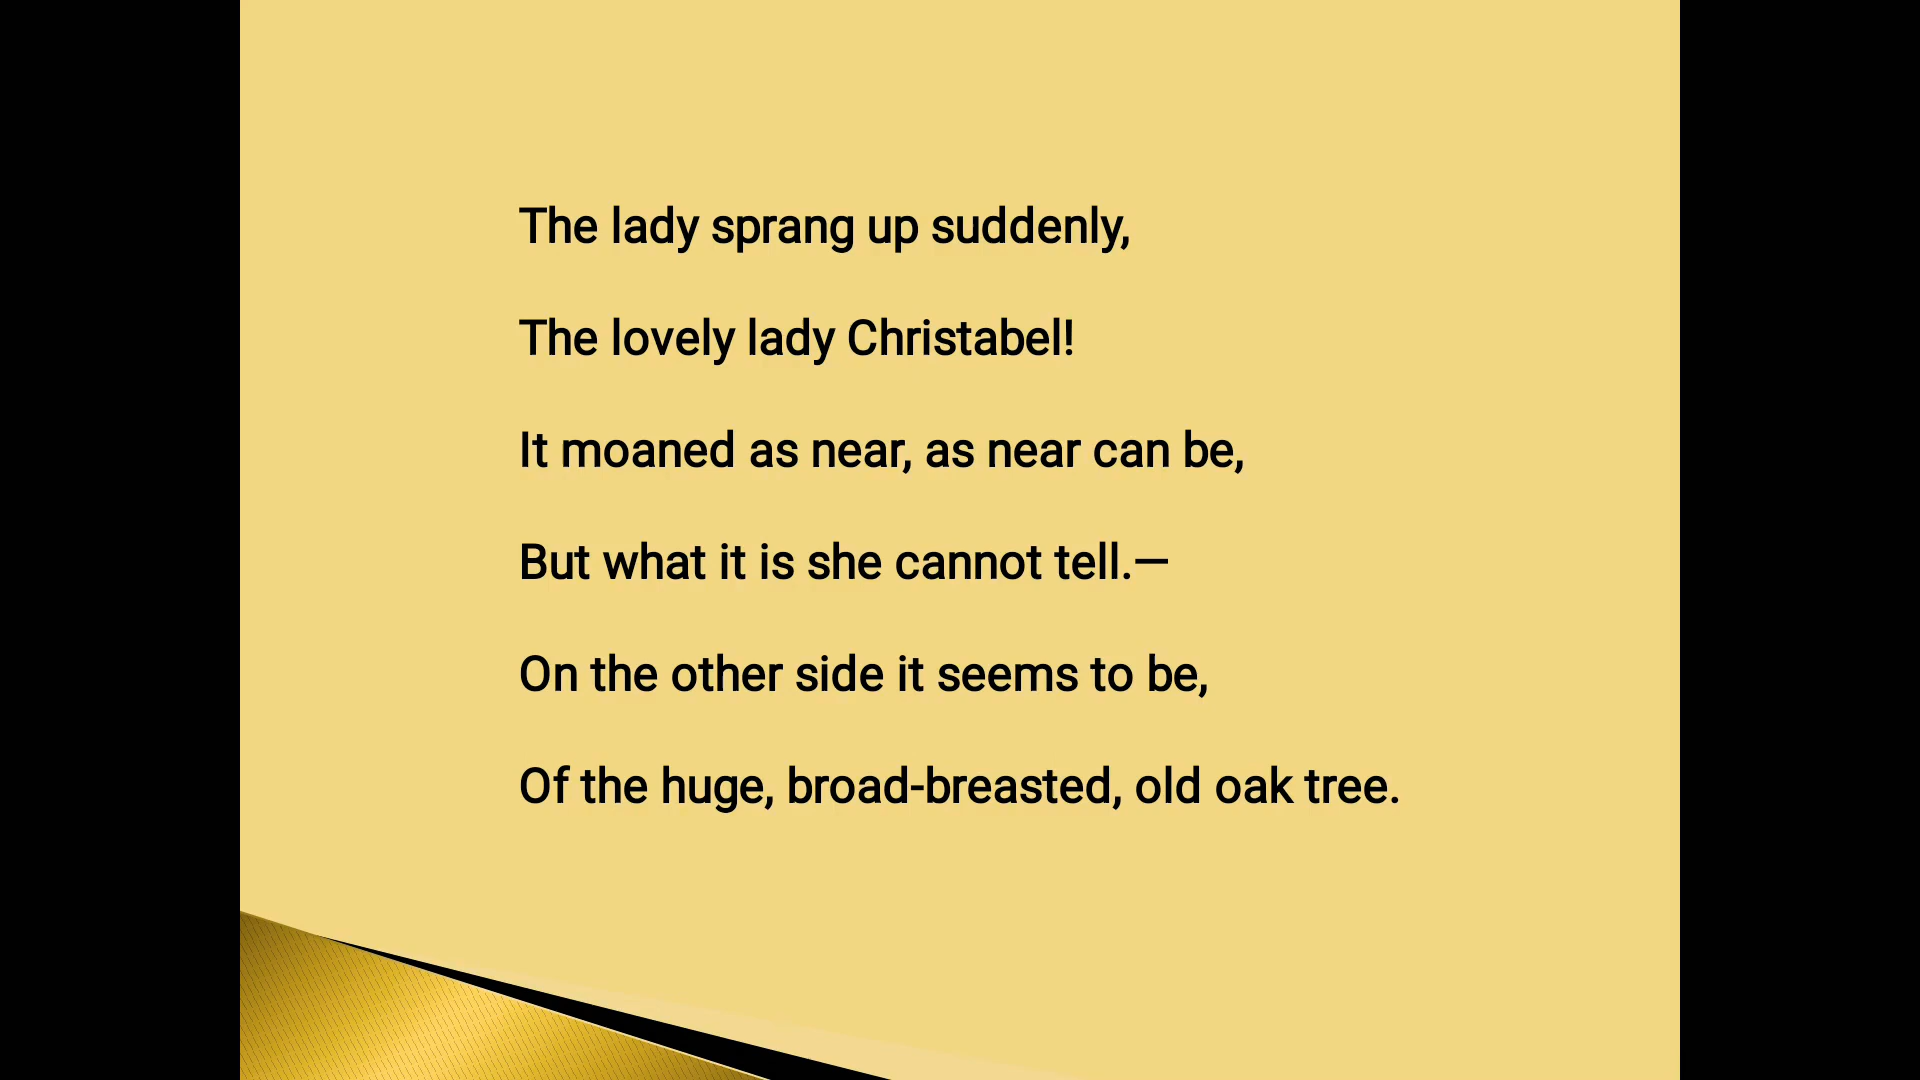 The lady sprang up suddenly,
The lovely lady Christabel!
It moaned as near, as near can be,
But what it is she cannot tell.—
On the other side it seems to be,
Of the huge, broad-breasted, old oak tree.